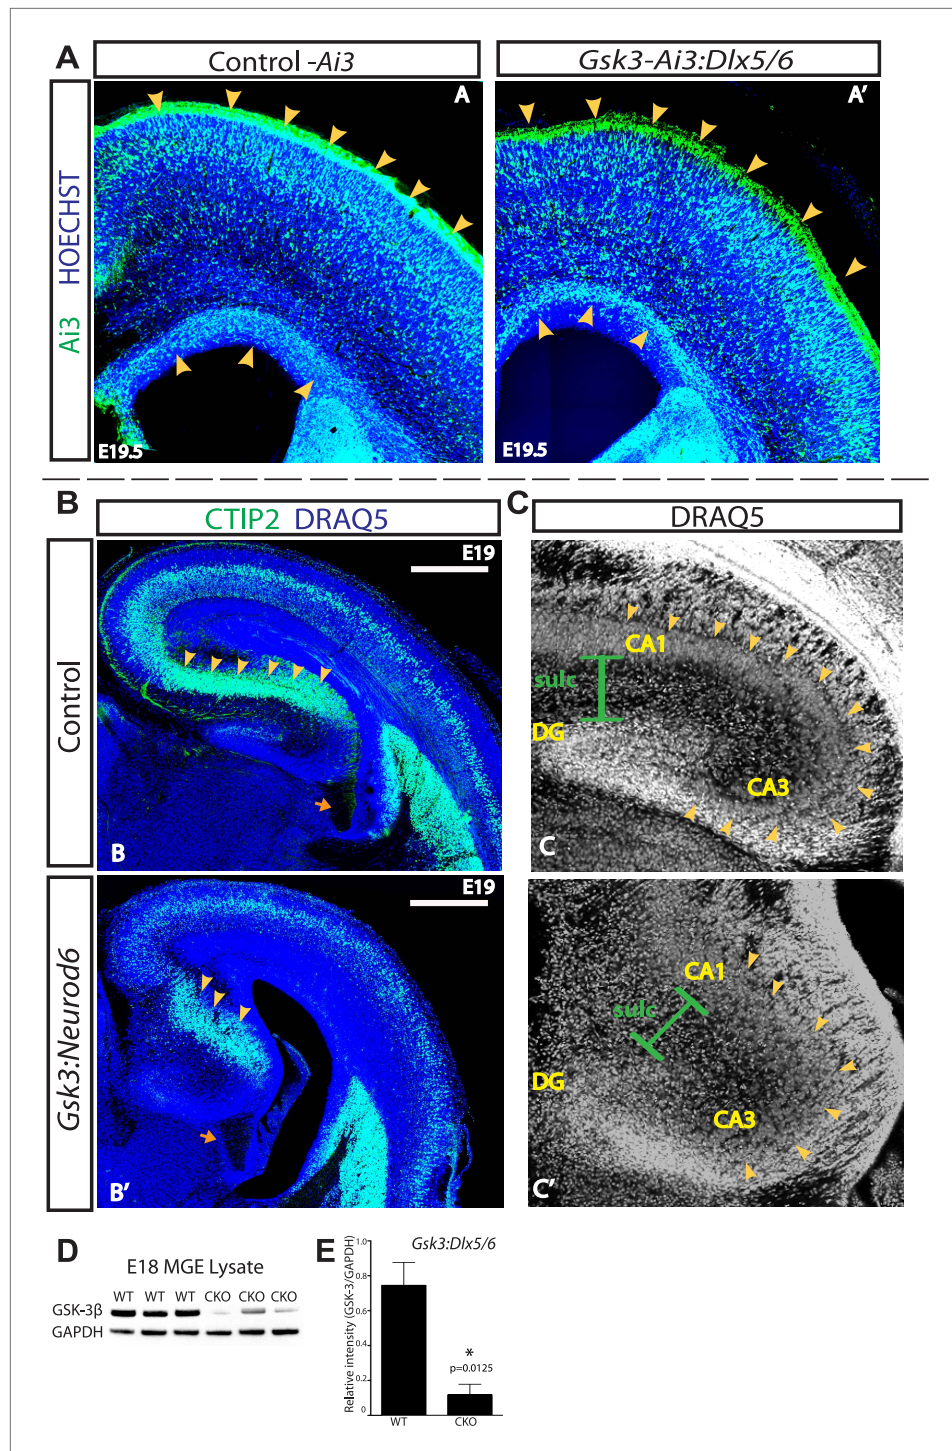 A
Control -Ai3
Gsk3-Ai3:Dlx5/6
Ai3 HOECHST
A
A′
E19.5
E19.5
B
CTIP2 DRAQ5
C
DRAQ5
Control
E19
B
CA1
sulc
DG
CA3
C
Gsk3:Neurod6
E19
B′
CA1
sulc
DG
CA3
C′
D
E18 MGE Lysate
WT WT WT CKO CKO CKO
GSK-3β
GAPDH
E
Gsk3:Dlx5/6
Relative intensity (GSK-3/GAPDH)
1.0
0.8
0.6
0.4
0.2
0
*
p=0.0125
WT
CKO